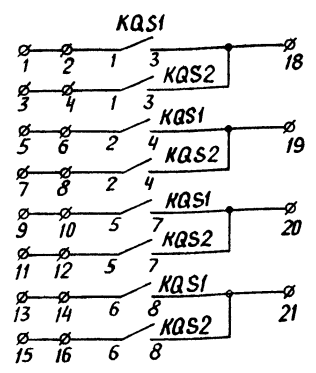 KQS1
1 2 1 3 18
KQS2
3 4 1 3
KQS1
5 6 2 4 19
KQS2
7 8 2 4
KQS1
9 10 5 7 20
KQS2
11 12 5 7
KQS1
13 14 6 8 21
KQS2
15 16 6 8